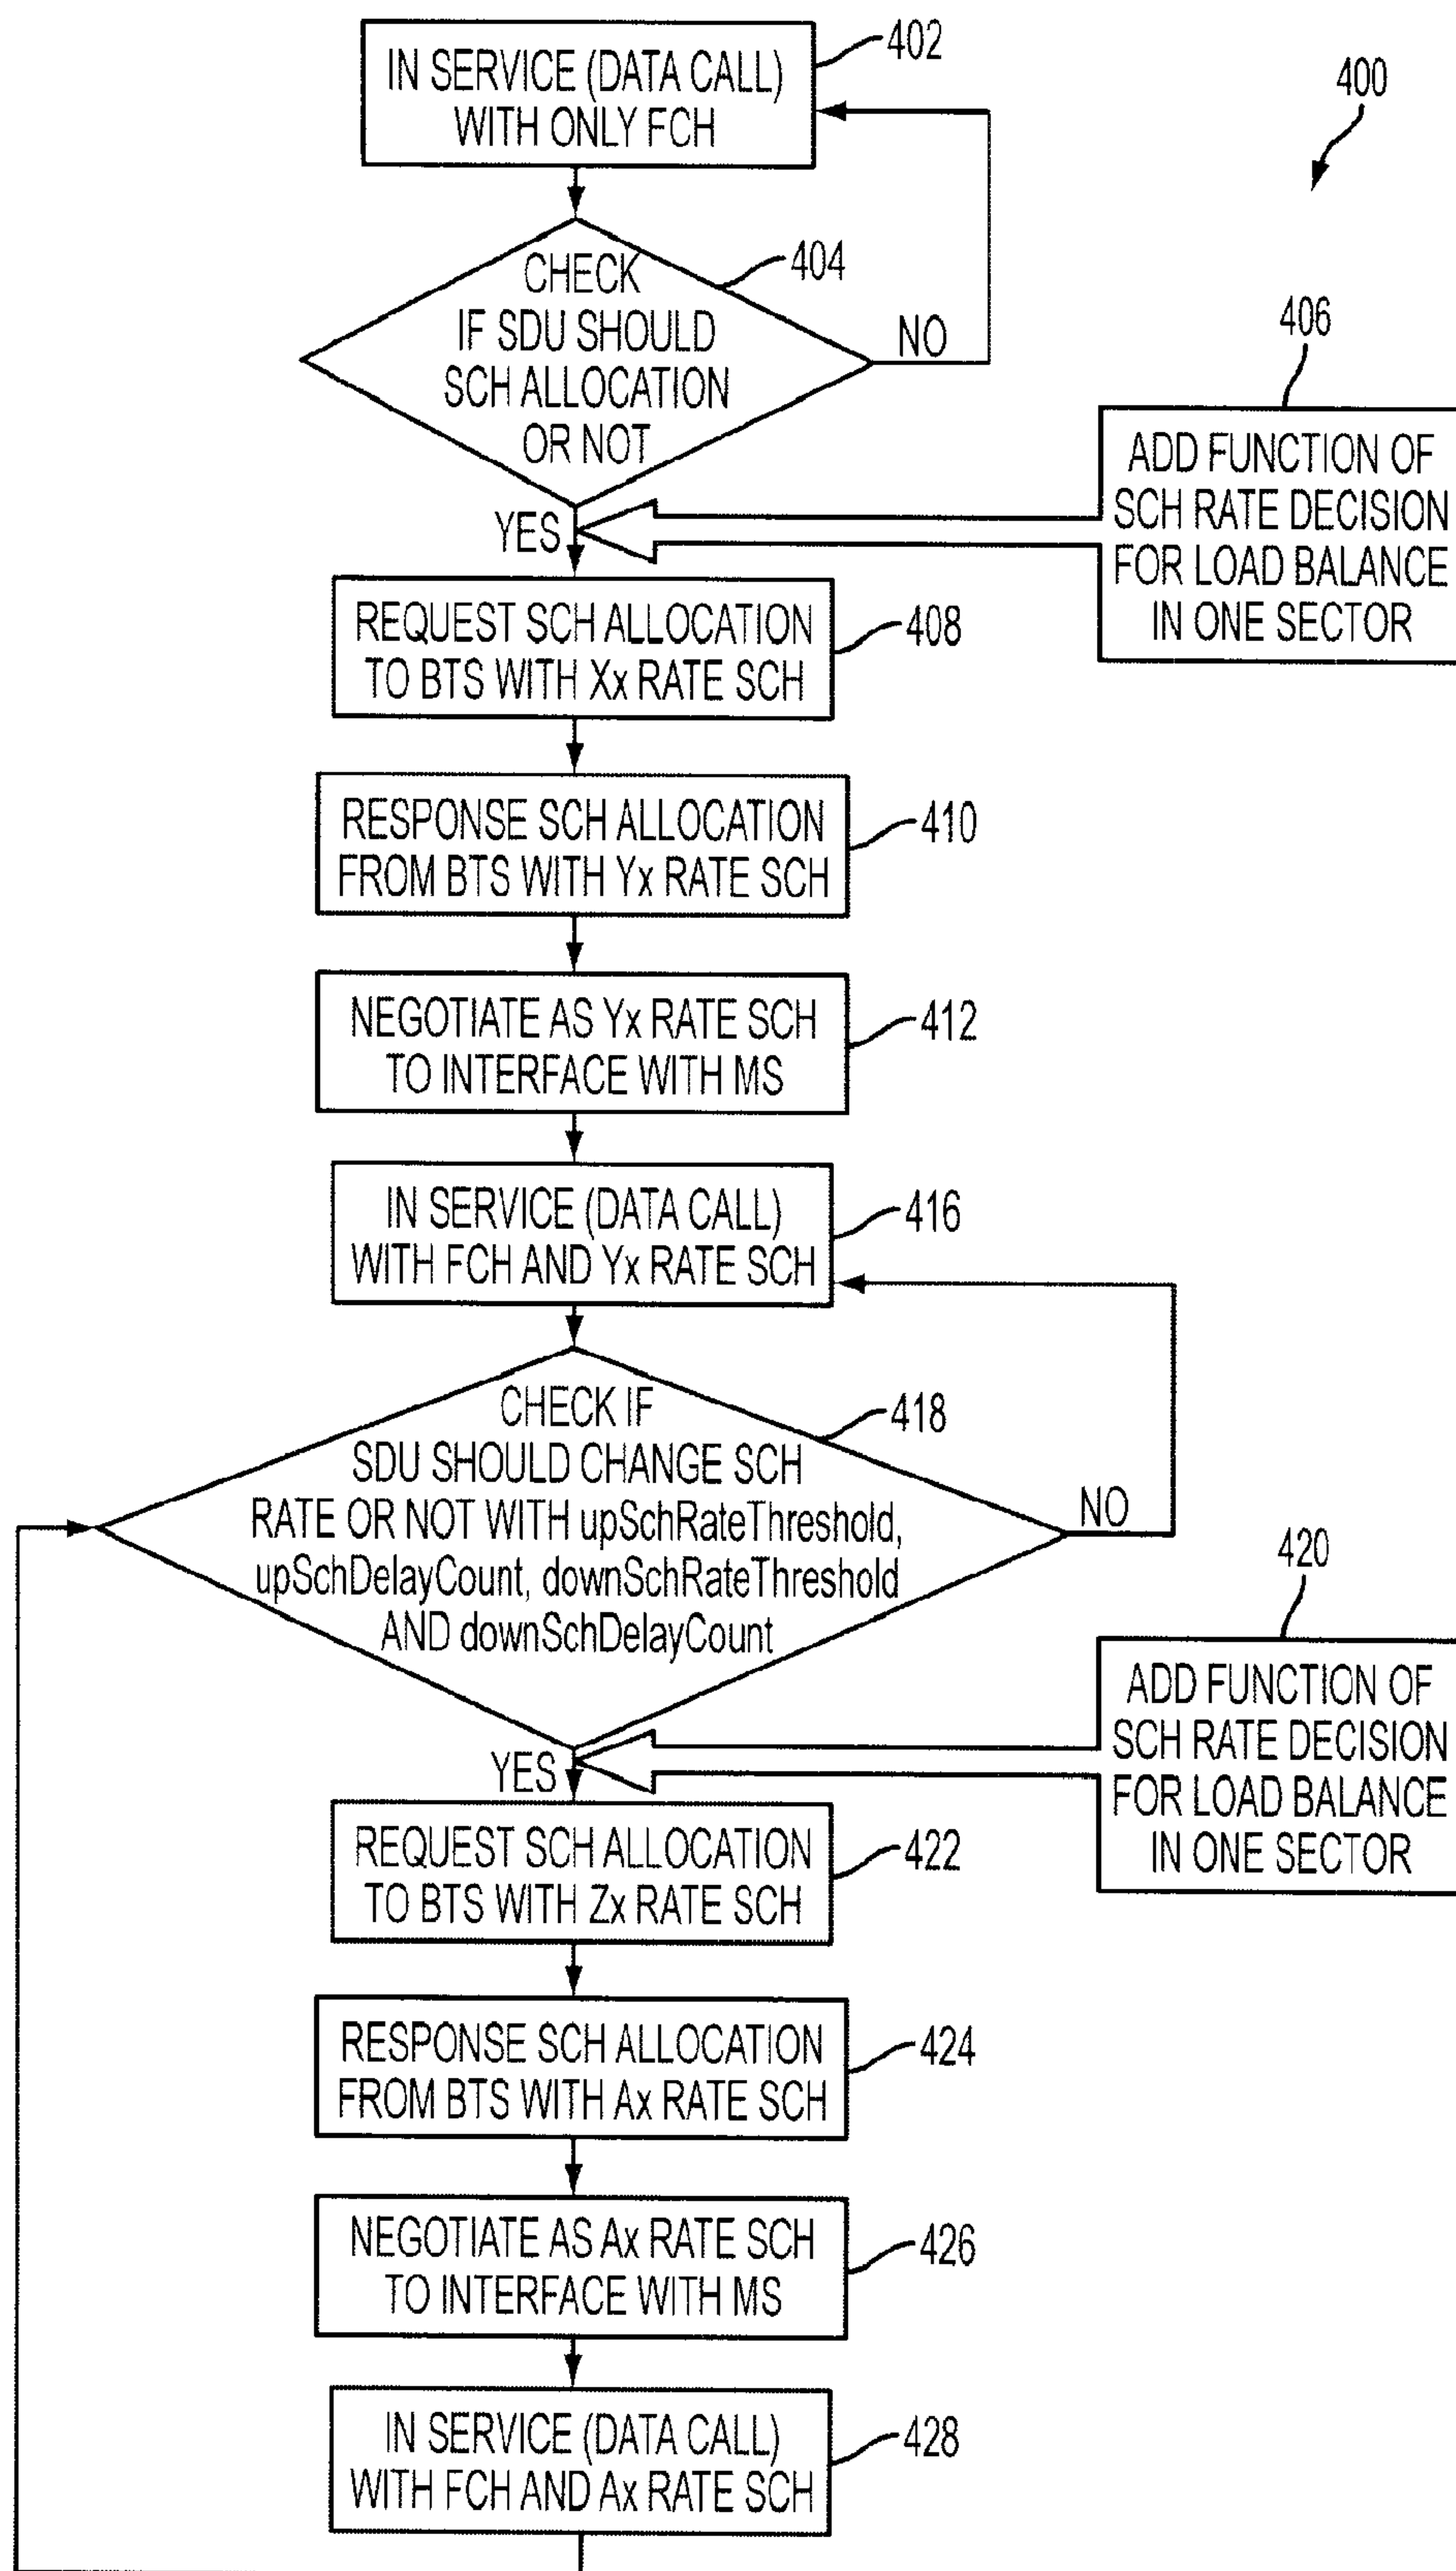 402
IN SERVICE (DATA CALL)
WITH ONLY FCH
400
404
CHECK
IF SDU SHOULD
SCH ALLOCATION
OR NOT
NO
406
ADD FUNCTION OF
SCH RATE DECISION
FOR LOAD BALANCE
IN ONE SECTOR
YES
REQUEST SCH ALLOCATION
TO BTS WITH Xx RATE SCH
408
RESPONSE SCH ALLOCATION
FROM BTS WITH Yx RATE SCH
410
NEGOTIATE AS Yx RATE SCH
TO INTERFACE WITH MS
412
IN SERVICE (DATA CALL)
WITH FCH AND Yx RATE SCH
416
CHECK IF
SDU SHOULD CHANGE SCH
RATE OR NOT WITH upSchRateThreshold,
upSchDelayCount, downSchRateThreshold
AND downSchDelayCount
418
NO
420
ADD FUNCTION OF
SCH RATE DECISION
FOR LOAD BALANCE
IN ONE SECTOR
YES
REQUEST SCH ALLOCATION
TO BTS WITH Zx RATE SCH
422
RESPONSE SCH ALLOCATION
FROM BTS WITH Ax RATE SCH
424
NEGOTIATE AS Ax RATE SCH
TO INTERFACE WITH MS
426
IN SERVICE (DATA CALL)
WITH FCH AND Ax RATE SCH
428